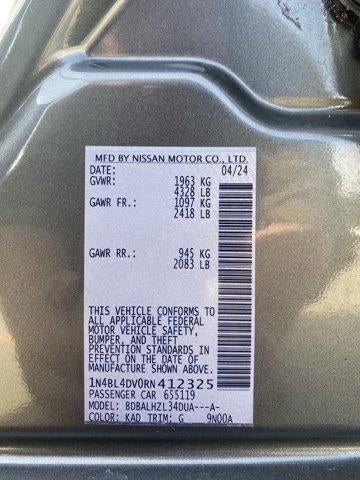 MFD BY NISSAN MOTOR CO., LTD.
DATE: 04/24
GVWR: 1963 KG
4328 LB
GAWR FR.: 1097 KG
2418 LB
GAWR RR.: 945 KG
2083 LB
THIS VEHICLE CONFORMS TO
ALL APPLICABLE FEDERAL
MOTOR VEHICLE SAFETY,
BUMPER, AND THEFT
PREVENTION STANDARDS IN
EFFECT ON THE DATE OF
MANUFACTURE SHOWN ABOVE.
1N4BL4DV0RN412325
PASSENGER CAR 655119
MODEL: BDBALHZL34DUA---A-
COLOR: KAD TRIM: G 9N00A